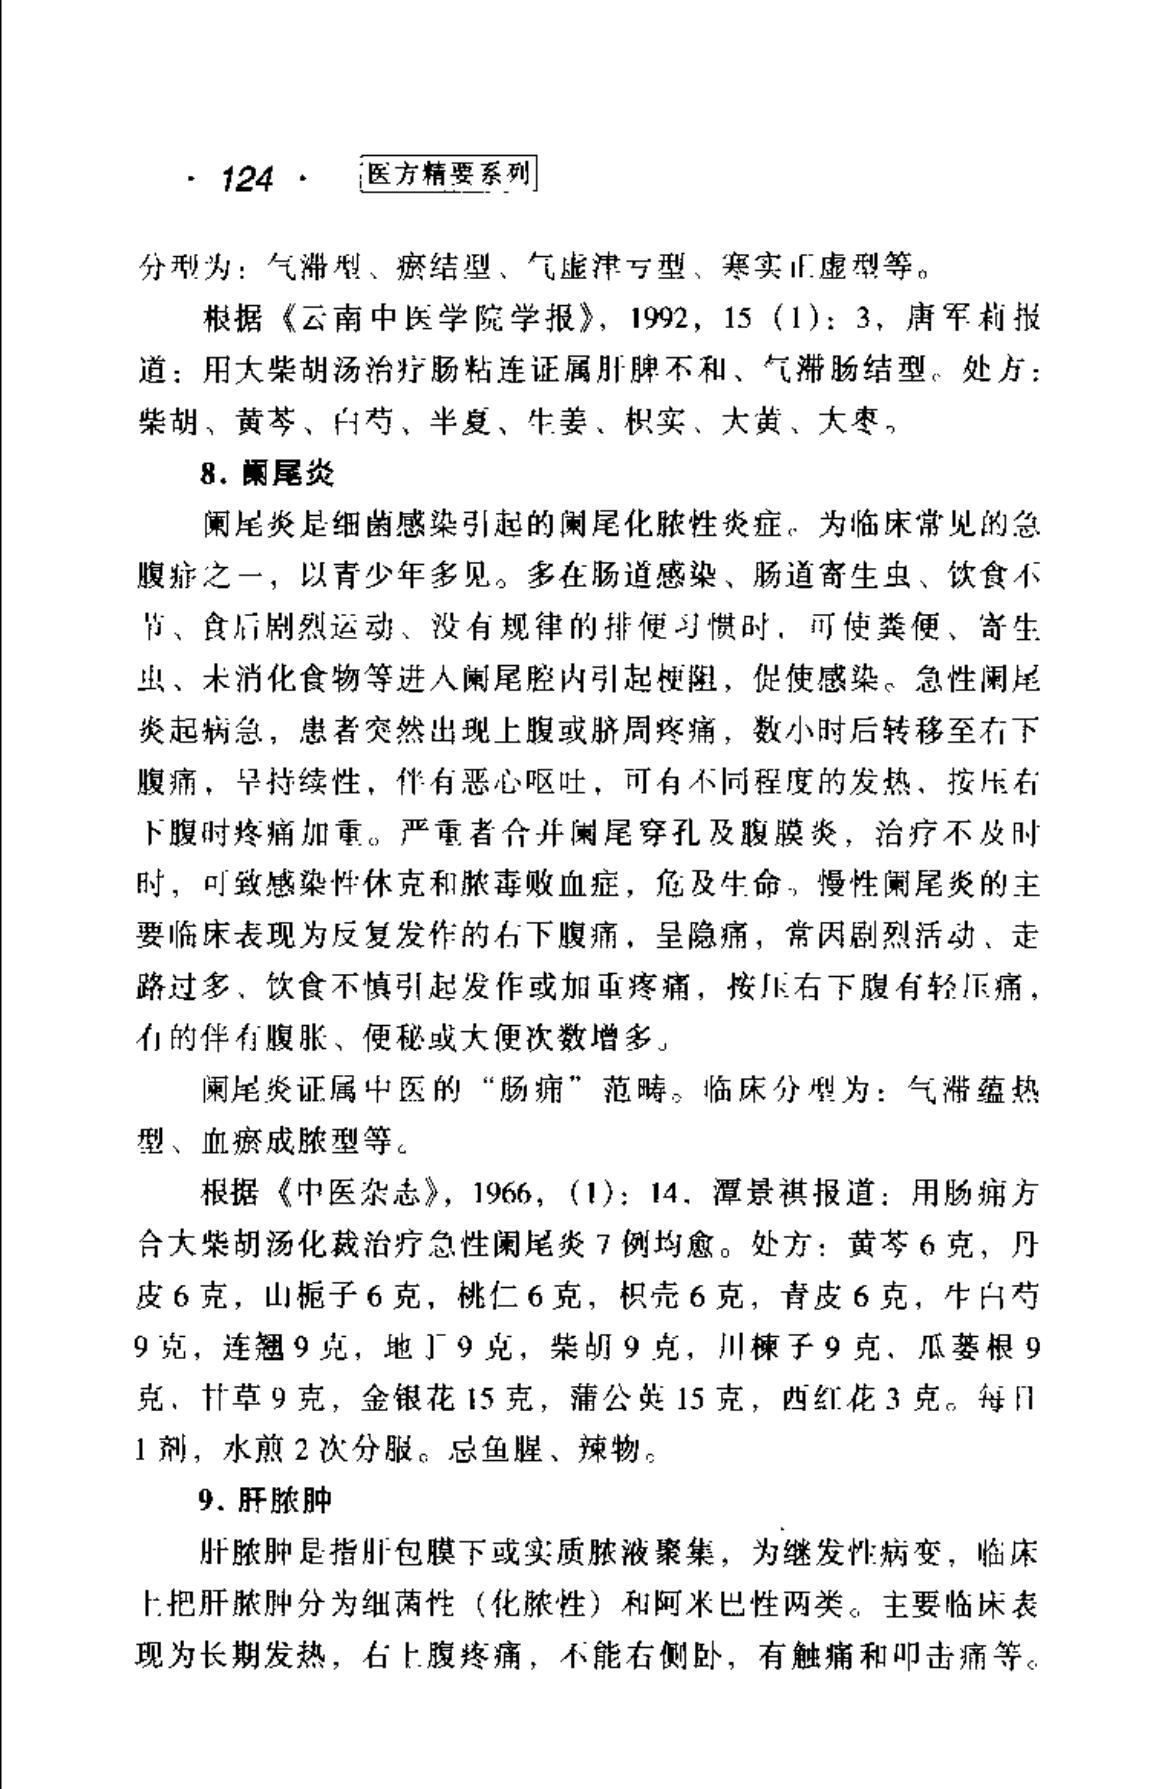 · 124 ·
医方精要系列
分型为：气滞型、瘀结型、气虚津亏型、寒实正虚型等。
根据《云南中医学院学报》，1992，15（1）：3，唐军莉报
道：用大柴胡汤治疗肠粘连证属肝脾不和、气滞肠结型。处方：
柴胡、黄芩、白芍、半夏、生姜、枳实、大黄、大枣。
8. 阑尾炎
阑尾炎是细菌感染引起的阑尾化脓性炎症。为临床常见的急
腹症之一，以青少年多见。多在肠道感染、肠道寄生虫、饮食不
节、食后剧烈运动、没有规律的排便习惯时，可使粪便、寄生
虫、未消化食物等进入阑尾腔内引起梗阻，促使感染。急性阑尾
炎起病急，患者突然出现上腹或脐周疼痛，数小时后转移至右下
腹痛，呈持续性，伴有恶心呕吐，可有不同程度的发热，按压右
下腹时疼痛加重。严重者合并阑尾穿孔及腹膜炎，治疗不及时
时，可致感染性休克和脓毒败血症，危及生命。慢性阑尾炎的主
要临床表现为反复发作的右下腹痛，呈隐痛，常因剧烈活动、走
路过多、饮食不慎引起发作或加重疼痛，按压右下腹有轻压痛，
有的伴有腹胀、便秘或大便次数增多。
阑尾炎证属中医的“肠痈”范畴。临床分型为：气滞蕴热
型、血瘀成脓型等。
根据《中医杂志》，1966，（1）：14，潭景祺报道：用肠痈方
合大柴胡汤化裁治疗急性阑尾炎 7 例均愈。处方：黄芩 6 克，丹
皮 6 克，山栀子 6 克，桃仁 6 克，枳壳 6 克，青皮 6 克，生白芍
9 克，连翘 9 克，地丁 9 克，柴胡 9 克，川楝子 9 克，瓜蒌根 9
克，甘草 9 克，金银花 15 克，蒲公英 15 克，西红花 3 克。每日
1 剂，水煎 2 次分服。忌鱼腥、辣物。
9. 肝脓肿
肝脓肿是指肝包膜下或实质脓液聚集，为继发性病变，临床
上把肝脓肿分为细菌性（化脓性）和阿米巴性两类。主要临床表
现为长期发热，右上腹疼痛，不能右侧卧，有触痛和叩击痛等。